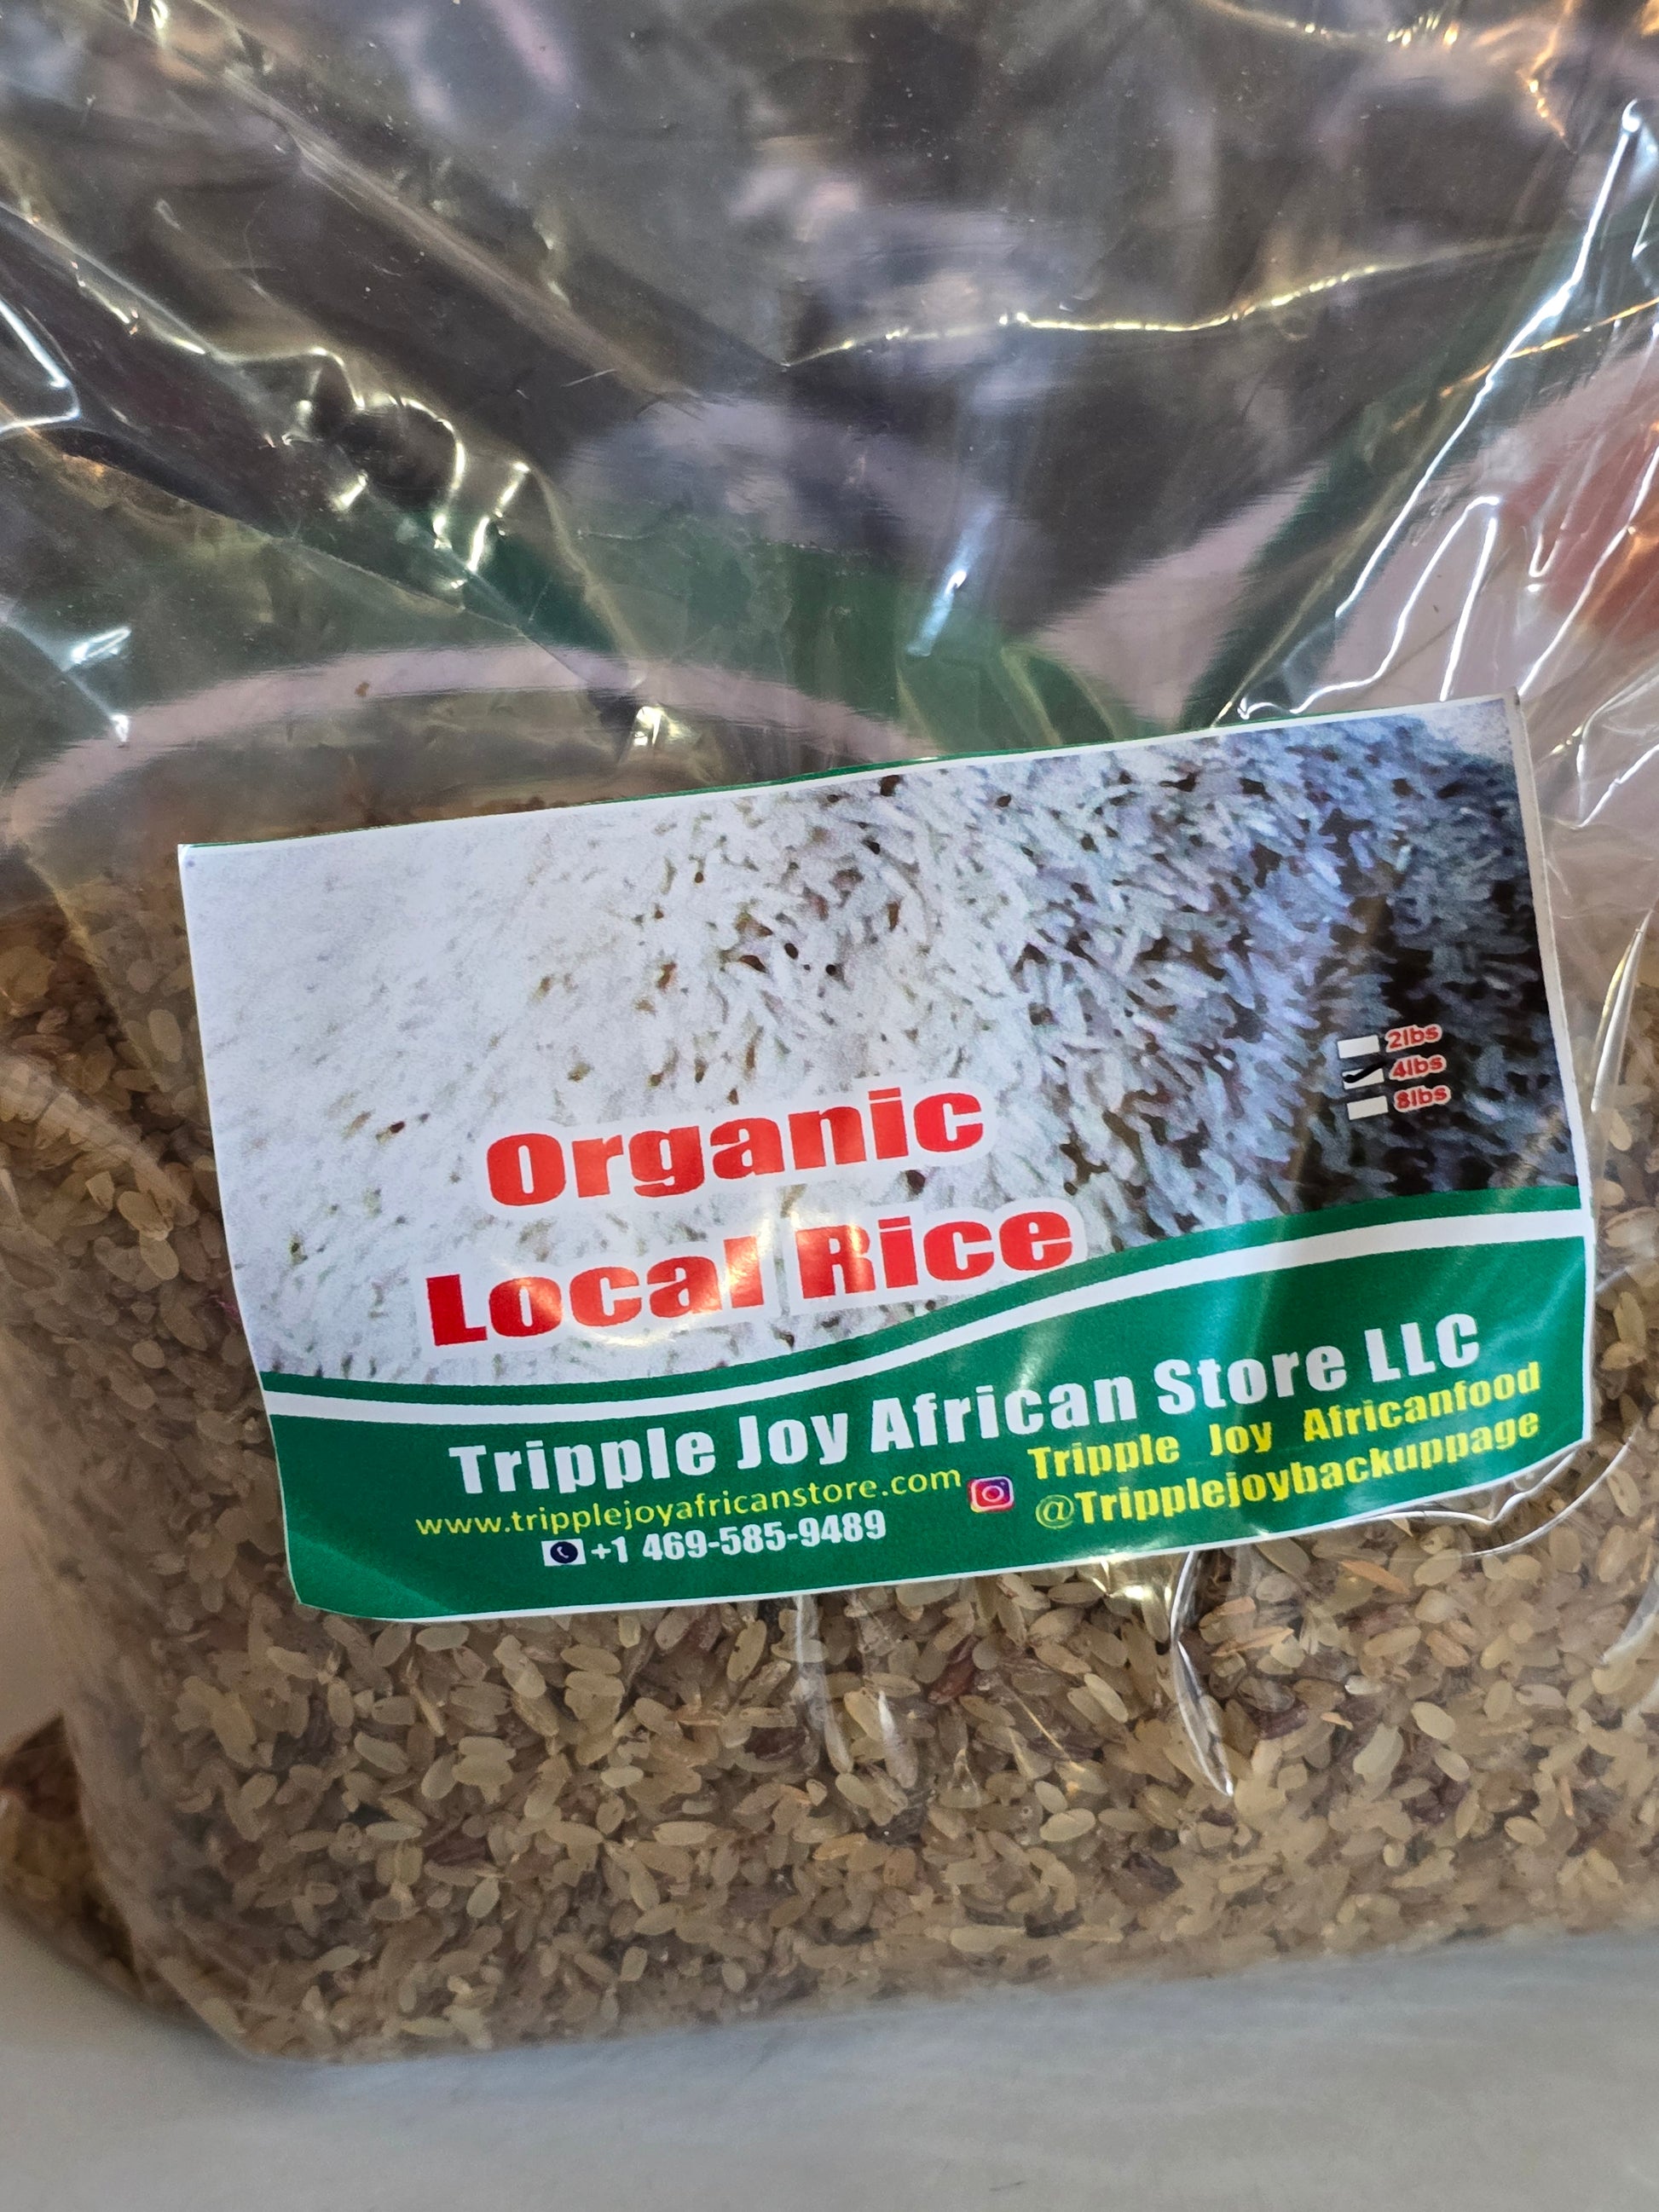 2lbs
4lbs
8lbs
Organic
Local Rice
Tripple Joy African Store LLC
www.tripplejoyafricanstore.com
+1 469-585-9489
Tripple Joy Africanfood
@Tripplejoybackuppage